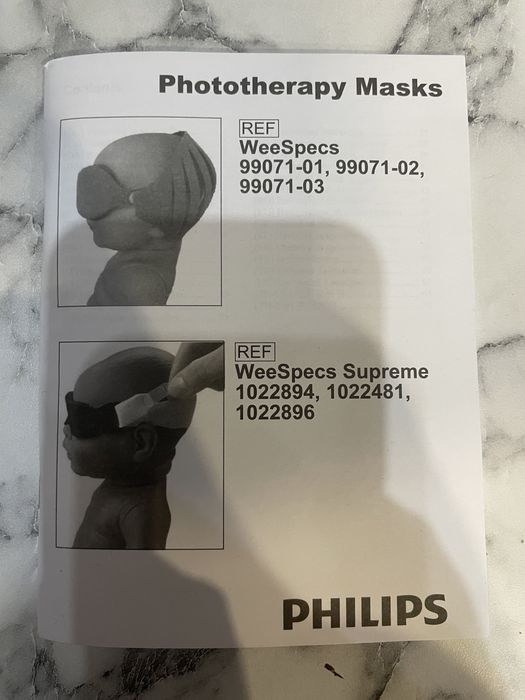 Phototherapy Masks
REF
WeeSpecs
99071-01, 99071-02,
99071-03
REF
WeeSpecs Supreme
1022894, 1022481,
1022896
PHILIPS